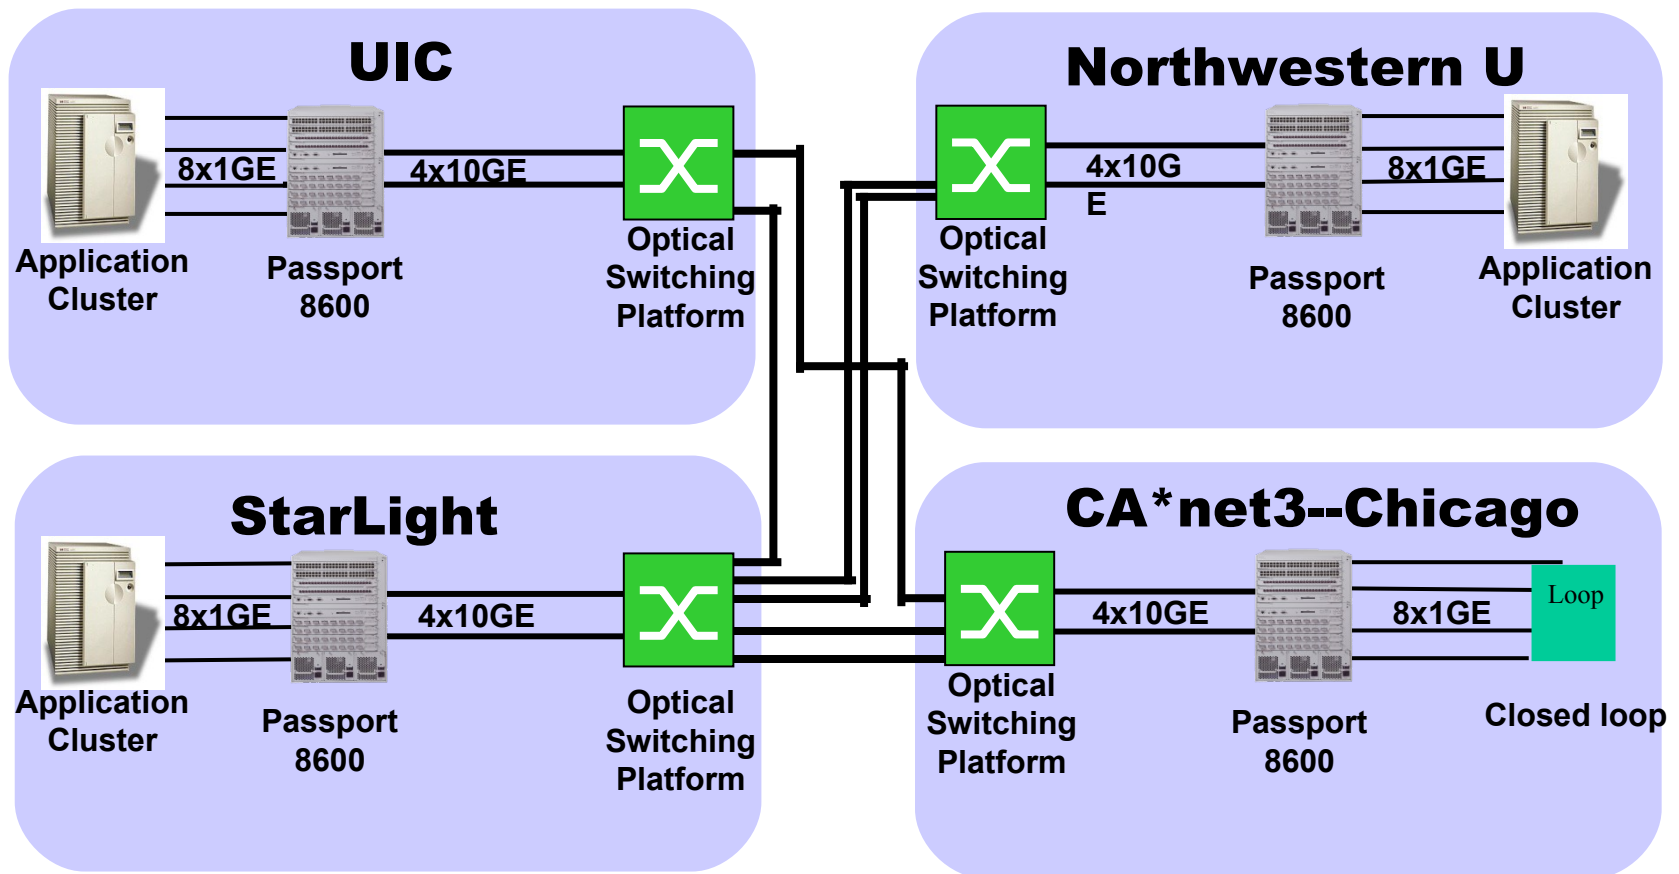 UIC
8x1GE
4x10GE
Application
Cluster
Passport
8600
Optical
Switching
Platform
Northwestern U
4x10G
E
8x1GE
Optical
Switching
Platform
Passport
8600
Application
Cluster
StarLight
8x1GE
4x10GE
Application
Cluster
Passport
8600
Optical
Switching
Platform
CA*net3--Chicago
4x10GE
8x1GE
Loop
Optical
Switching
Platform
Passport
8600
Closed loop